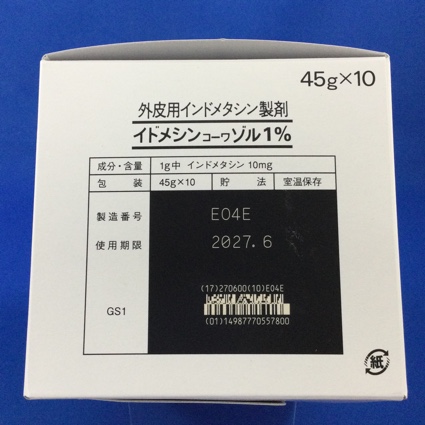 45g×10
外皮用インドメタシン製剤
イドメシンコーワゾル1%
成分・含量 1g中 インドメタシン 10mg
包装 45g×10 貯法 室温保存
製造番号 E04E
使用期限 2027.6
(17)270600(10)E04E
GS1
(01)14987770557800
紙